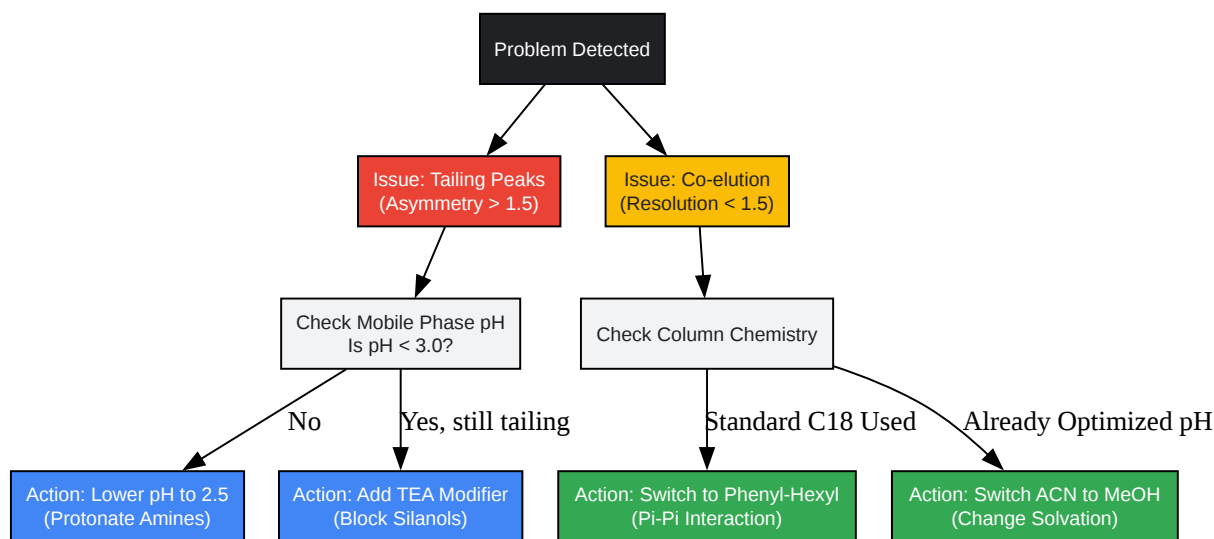 Problem Detected
Issue: Tailing Peaks
(Asymmetry > 1.5)
Issue: Co-elution
(Resolution < 1.5)
Check Mobile Phase pH
Is pH < 3.0?
Check Column Chemistry
No
Yes, still tailing
Standard C18 Used
Already Optimized pH
Action: Lower pH to 2.5
(Protonate Amines)
Action: Add TEA Modifier
(Block Silanols)
Action: Switch to Phenyl-Hexyl
(Pi-Pi Interaction)
Action: Switch ACN to MeOH
(Change Solvation)